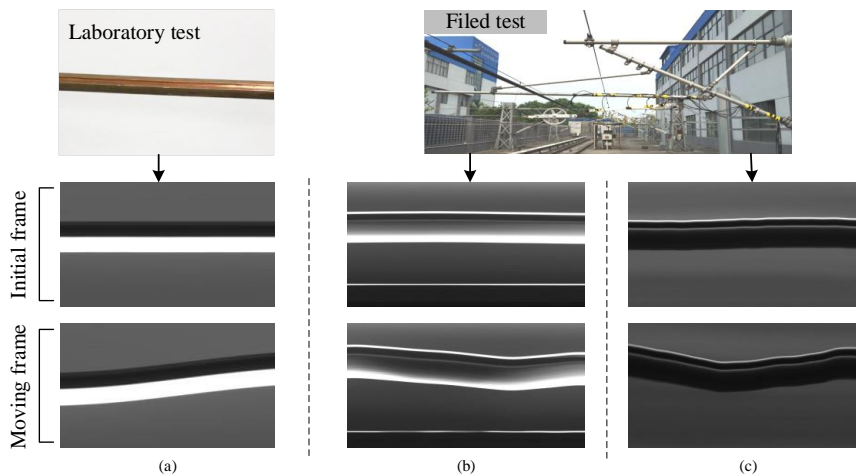 Laboratory test
Filed test
Initial frame
Moving frame
(a)
(b)
(c)